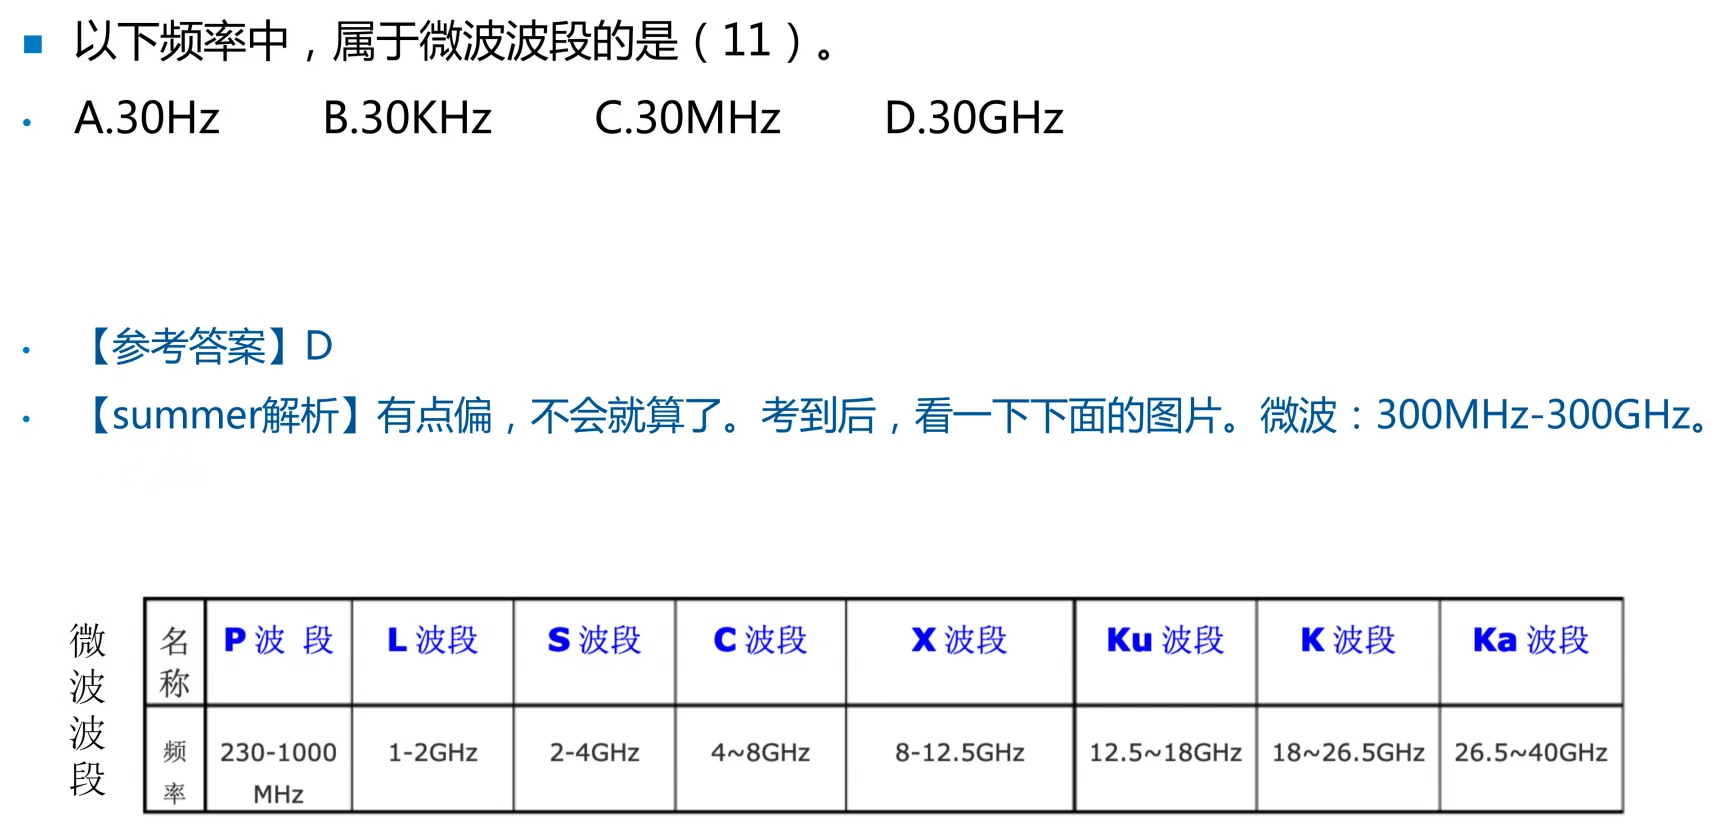 ■ 以下频率中，属于微波波段的是（11）。
• A.30Hz B.30KHz C.30MHz D.30GHz
• 【参考答案】D
• 【summer解析】有点偏，不会就算了。考到后，看一下下面的图片。微波：300MHz-300GHz。
微波波段
名称 P 波 段 L 波段 S 波段 C 波段 X 波段 Ku 波段 K 波段 Ka 波段
频率 230-1000 MHz 1-2GHz 2-4GHz 4~8GHz 8-12.5GHz 12.5~18GHz 18~26.5GHz 26.5~40GHz